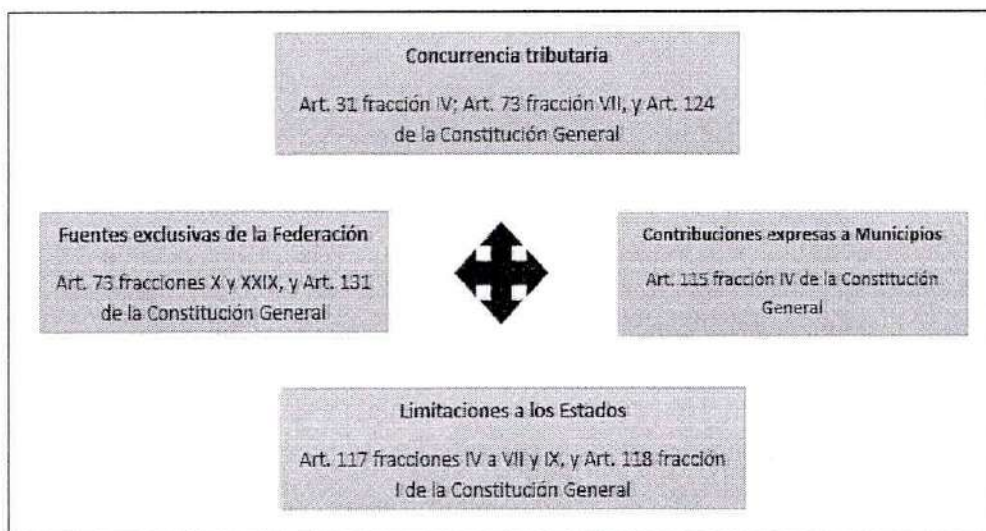 Concurrencia tributaria
Art. 31 fracción IV; Art. 73 fracción VII, y Art. 124
de la Constitución General
Fuentes exclusivas de la Federación
Art. 73 fracciones X y XXIX, y Art. 131
de la Constitución General
Contribuciones expresas a Municipios
Art. 115 fracción IV de la Constitución
General
Limitaciones a los Estados
Art. 117 fracciones IV a VII y IX, y Art. 118 fracción
I de la Constitución General